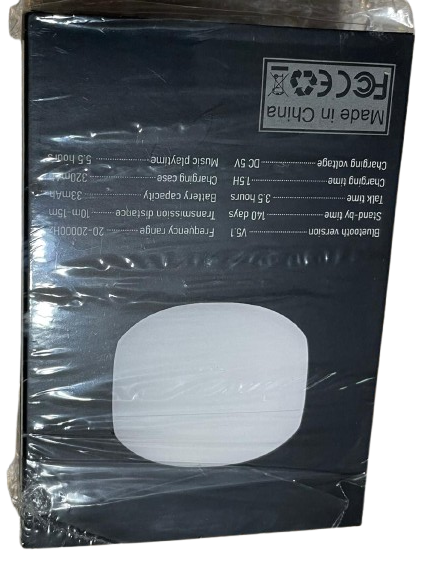 Bluetooth version V5.1 Frequency range 20-20000Hz
Stand-by time 140 days Transmission distance 10m-15m
Talk time 3.5 hours Battery capacity 33mAh
Charging time 1.5H Charging case 320mAh
Charging voltage DC 5V Music playtime 5.5 hours
Made in China
FC CE